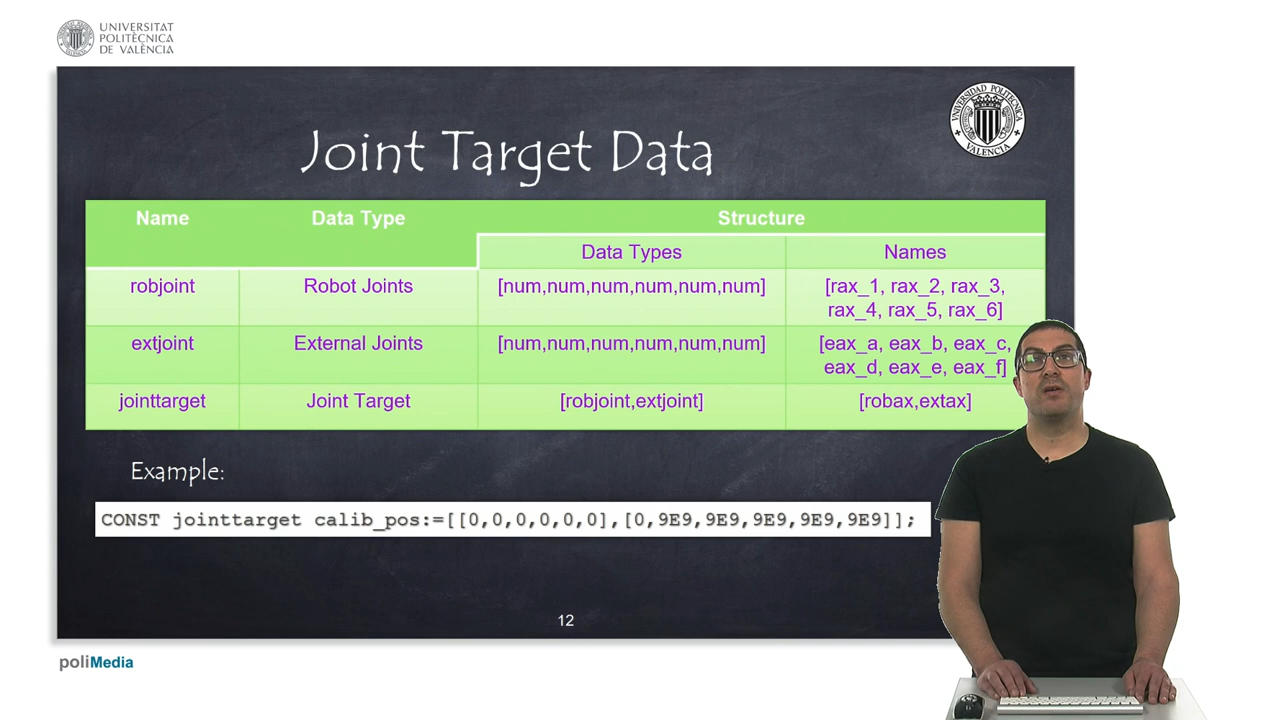 UNIVERSITAT
POLITÈCNICA
DE VALÈNCIA
UNIVERSIDAD POLITECNICA
VALENCIA
Joint Target Data
Name Data Type Structure
Data Types Names
robjoint Robot Joints [num,num,num,num,num,num] [rax_1, rax_2, rax_3,
rax_4, rax_5, rax_6]
extjoint External Joints [num,num,num,num,num,num] [eax_a, eax_b, eax_c,
eax_d, eax_e, eax_f]
jointtarget Joint Target [robjoint,extjoint] [robax,extax]
Example:
CONST jointtarget calib_pos:=[[0,0,0,0,0,0],[0,9E9,9E9,9E9,9E9,9E9]];
12
poliMedia